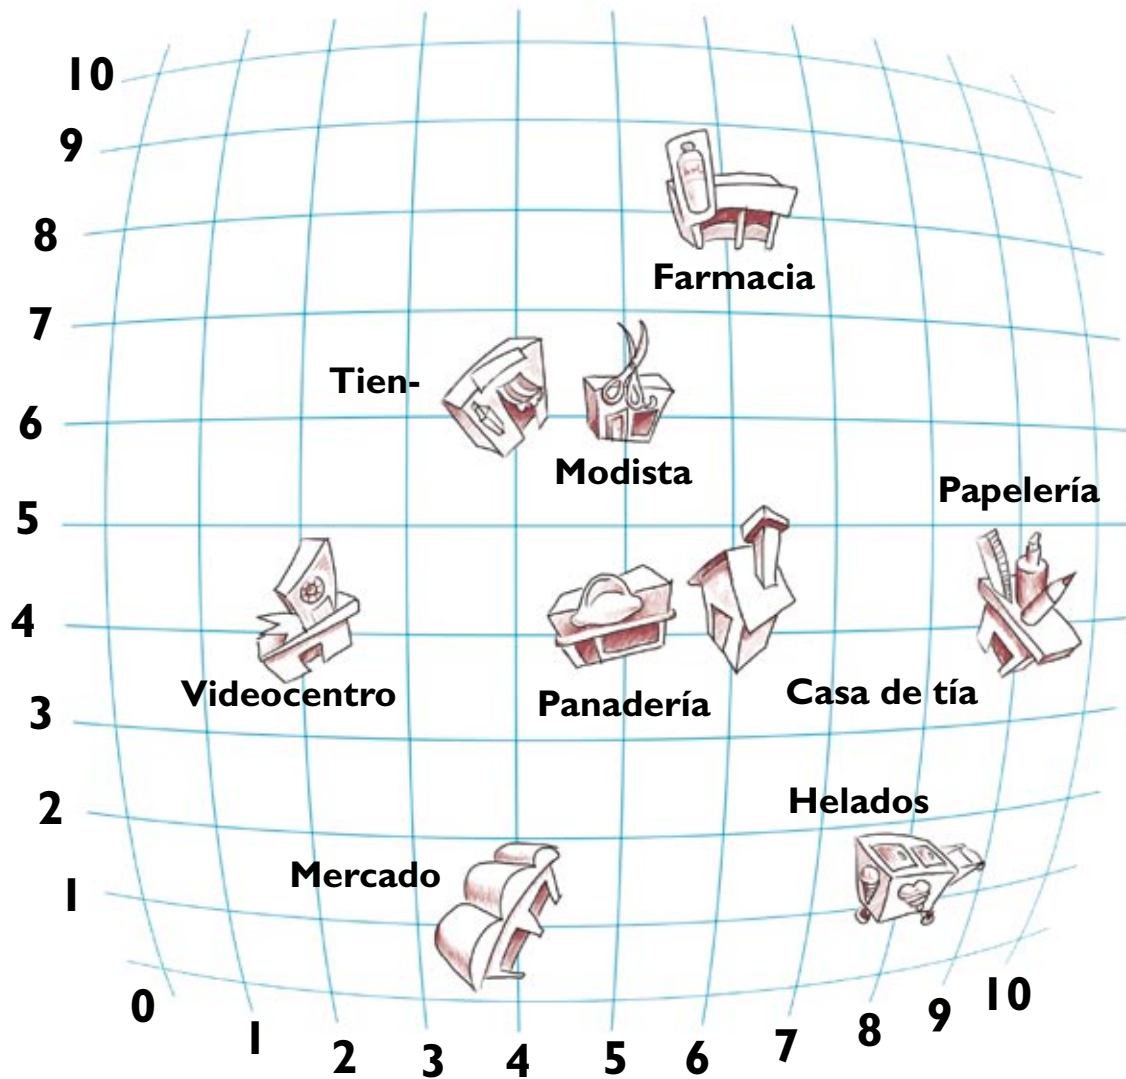 10
9
8
Farmacia
7
Tien-
6
Modista
Papelería
5
4
Videocentro
Panadería
Casa de tía
3
2
Helados
Mercado
1
0
1
2
3
4
5
6
7
8
9
10